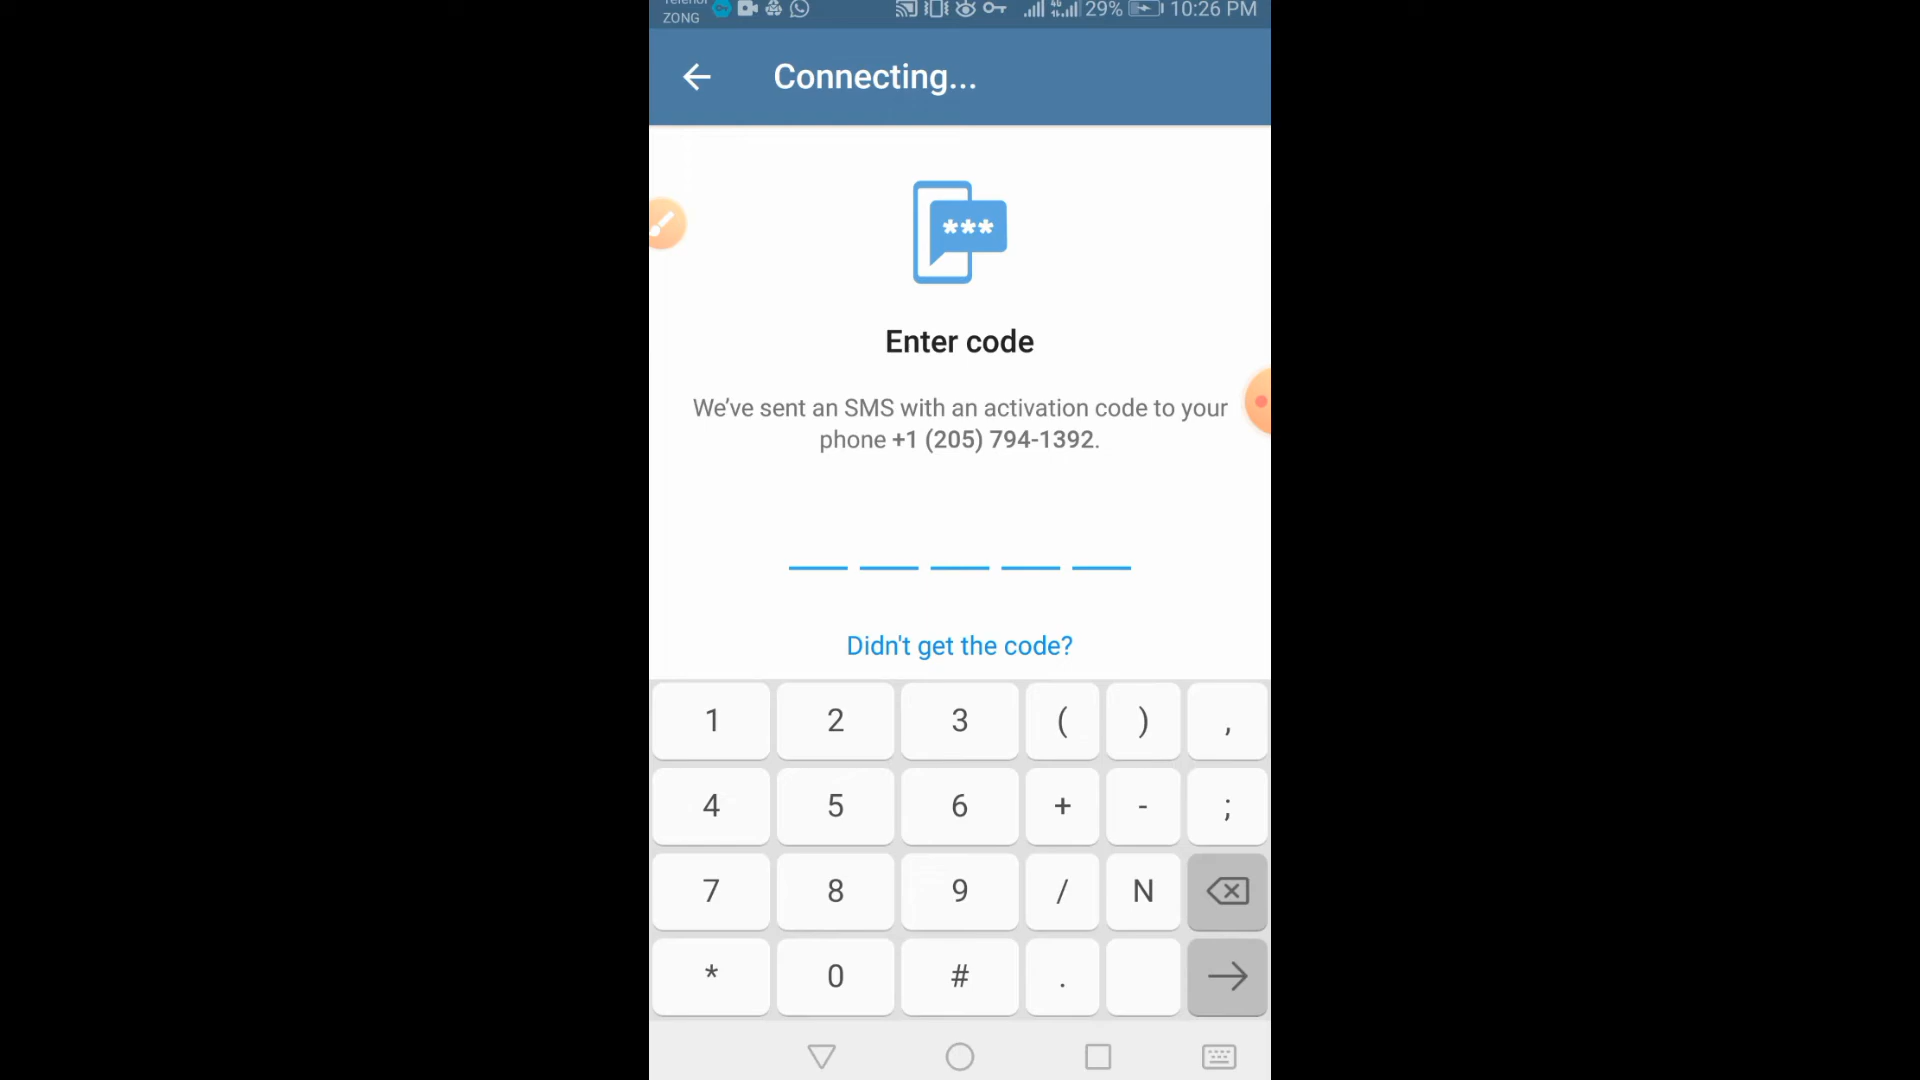 Telenor
ZONG
4G
29%
10:26 PM
Connecting...
***
Enter code
We've sent an SMS with an activation code to your
phone +1 (205) 794-1392.
Didn't get the code?
1 2 3 ( ) ,
4 5 6 + - ;
7 8 9 / N
* 0 # .